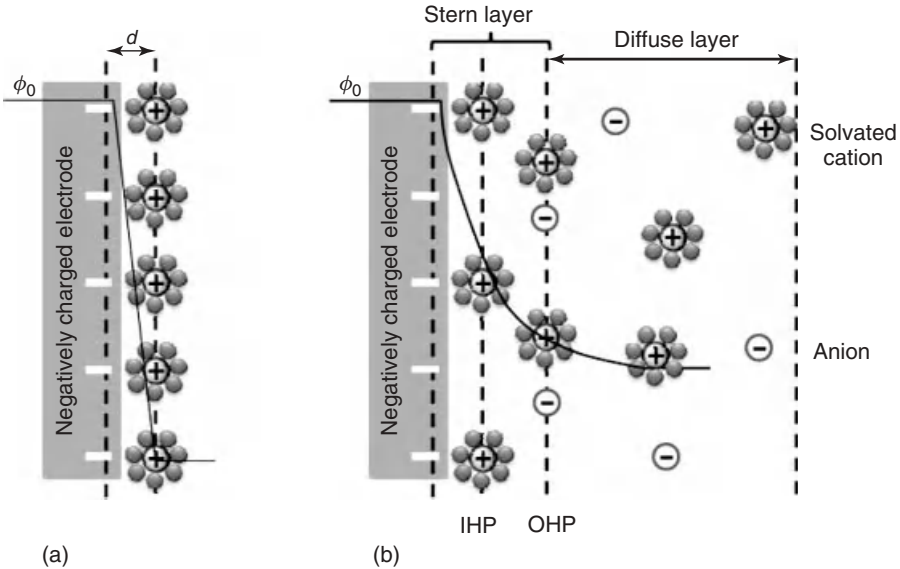 d
ϕ0
Negatively charged electrode
(a)
Stern layer
Diffuse layer
ϕ0
Negatively charged electrode
+
+
+
+
+
+
+
+
+
+
+
+
−
−
−
−
−
Solvated
cation
Anion
IHP
OHP
(b)